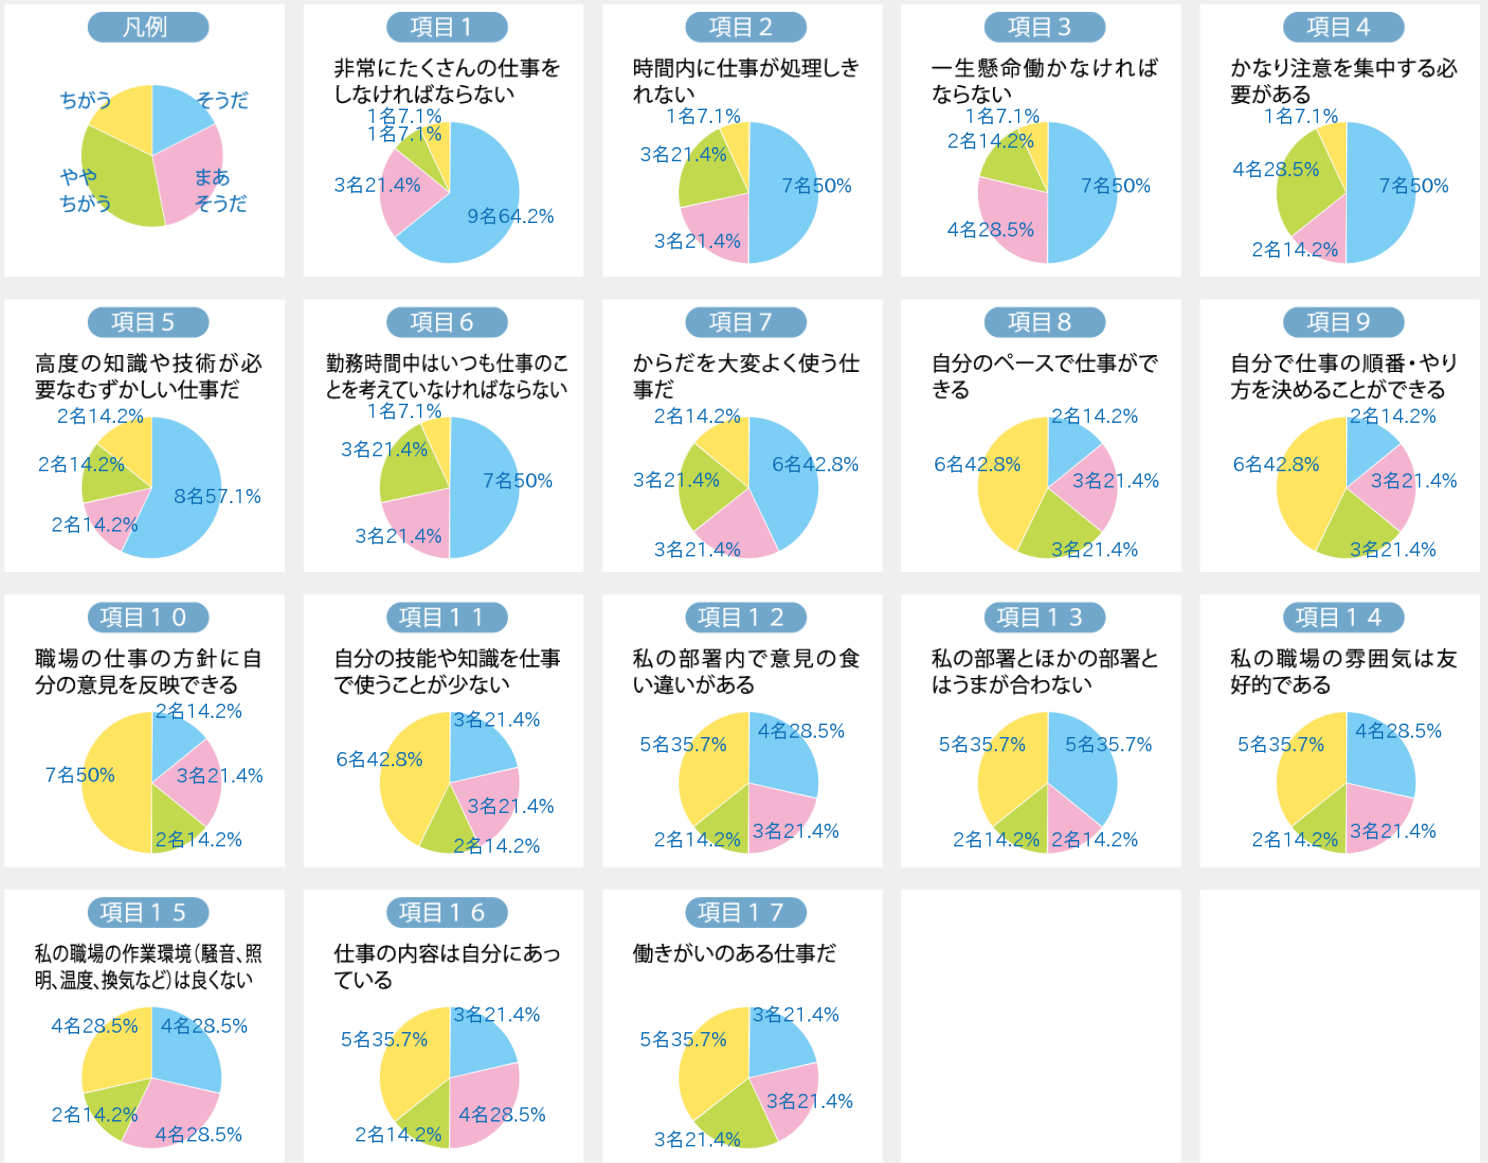 凡例
ちがう
そうだ
やや
ちがう
まあ
そうだ
項目1
非常にたくさんの仕事を
しなければならない
1名7.1%
1名7.1%
3名21.4%
9名64.2%
項目2
時間内に仕事が処理しき
れない
1名7.1%
3名21.4%
7名50%
3名21.4%
項目3
一生懸命働かなければ
ならない
1名7.1%
2名14.2%
7名50%
4名28.5%
項目4
かなり注意を集中する必
要がある
1名7.1%
4名28.5%
7名50%
2名14.2%
項目5
高度の知識や技術が必
要なむずかしい仕事だ
2名14.2%
2名14.2%
8名57.1%
2名14.2%
項目6
勤務時間中はいつも仕事のこ
とを考えていなければならない
1名7.1%
3名21.4%
7名50%
3名21.4%
項目7
からだを大変よく使う仕
事だ
2名14.2%
6名42.8%
3名21.4%
3名21.4%
項目8
自分のペースで仕事がで
きる
2名14.2%
6名42.8%
3名21.4%
3名21.4%
項目9
自分で仕事の順番・やり
方を決めることができる
2名14.2%
6名42.8%
3名21.4%
3名21.4%
項目10
職場の仕事の方針に自
分の意見を反映できる
2名14.2%
7名50%
3名21.4%
2名14.2%
項目11
自分の技能や知識を仕事
で使うことが少ない
3名21.4%
6名42.8%
3名21.4%
2名14.2%
項目12
私の部署内で意見の食
い違いがある
4名28.5%
5名35.7%
3名21.4%
2名14.2%
項目13
私の部署とほかの部署と
はうまが合わない
5名35.7%
5名35.7%
2名14.2%
2名14.2%
項目14
私の職場の雰囲気は友
好的である
4名28.5%
5名35.7%
3名21.4%
2名14.2%
項目15
私の職場の作業環境（騒音、照
明、温度、換気など）は良くない
4名28.5%
4名28.5%
2名14.2%
4名28.5%
項目16
仕事の内容は自分にあっ
ている
3名21.4%
5名35.7%
4名28.5%
2名14.2%
項目17
働きがいのある仕事だ
3名21.4%
5名35.7%
3名21.4%
3名21.4%